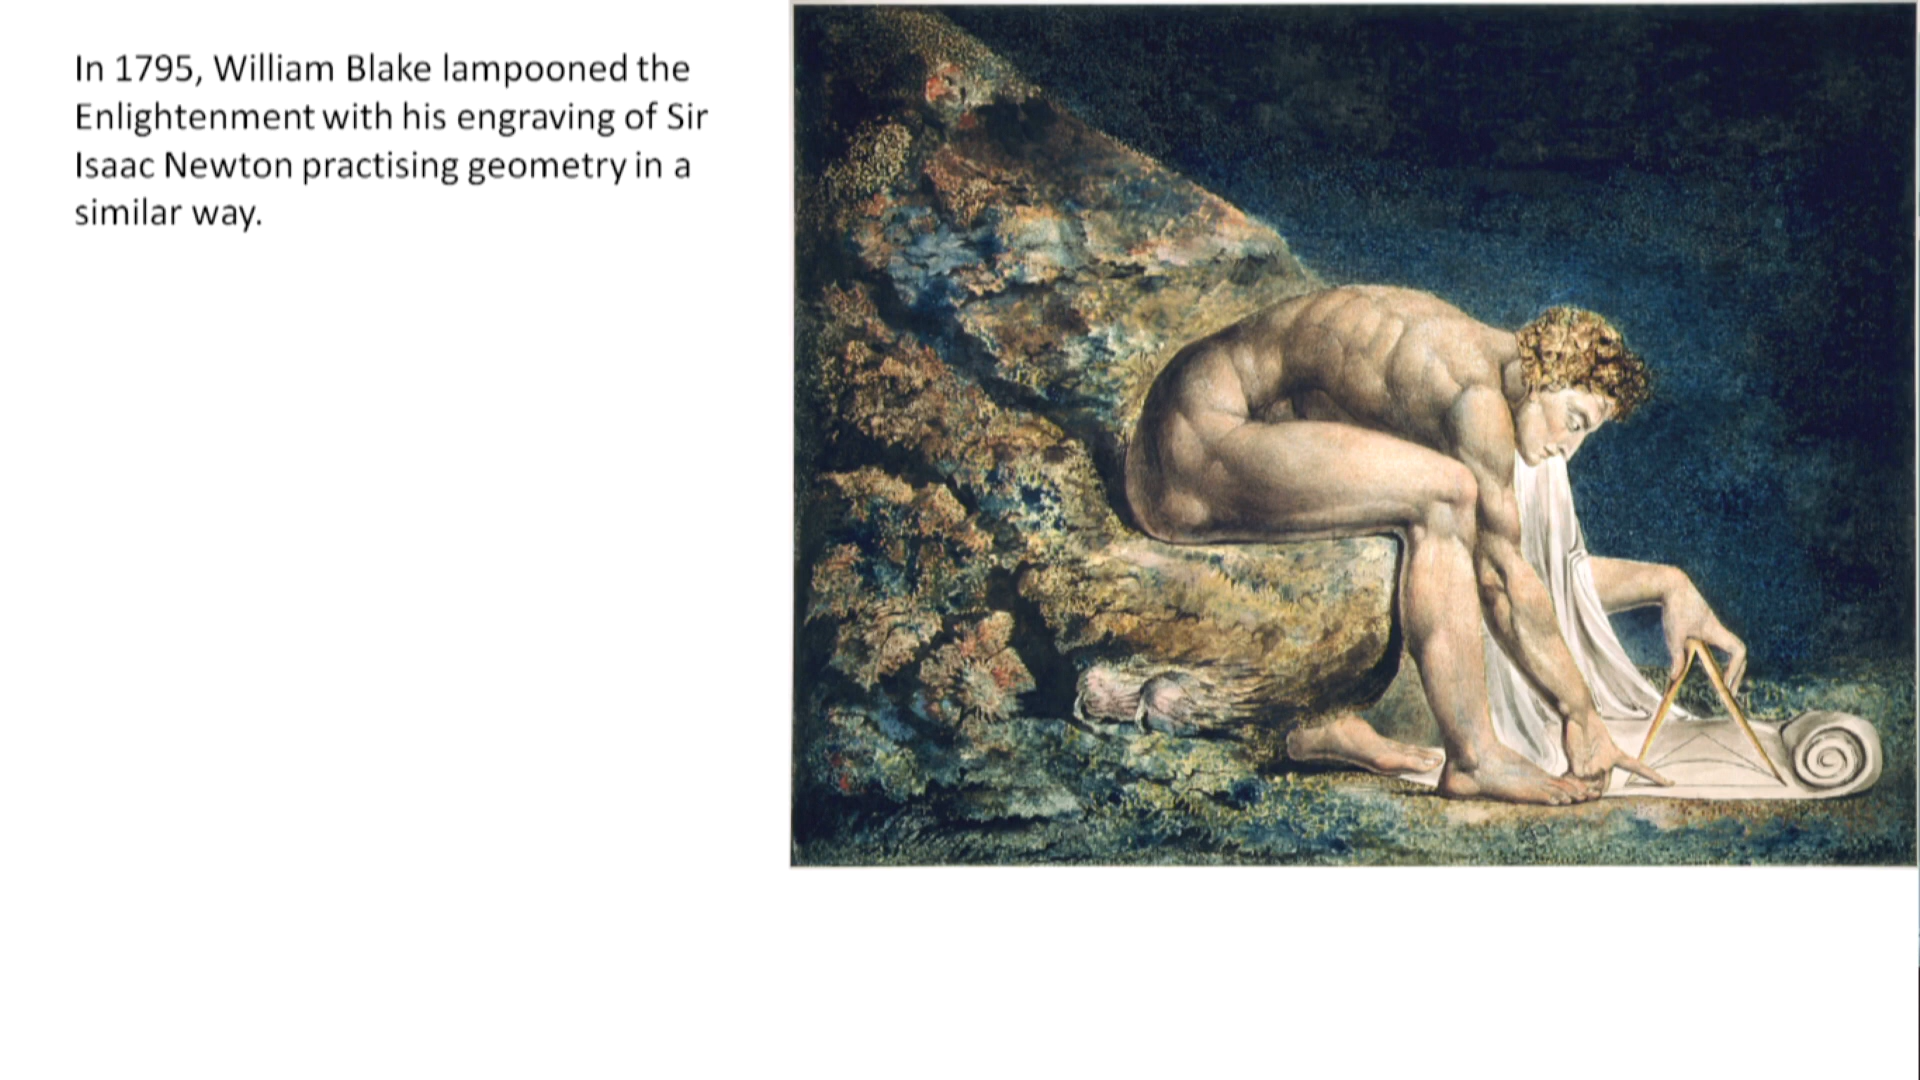 In 1795, William Blake lampooned the
Enlightenment with his engraving of Sir
Isaac Newton practising geometry in a
similar way.